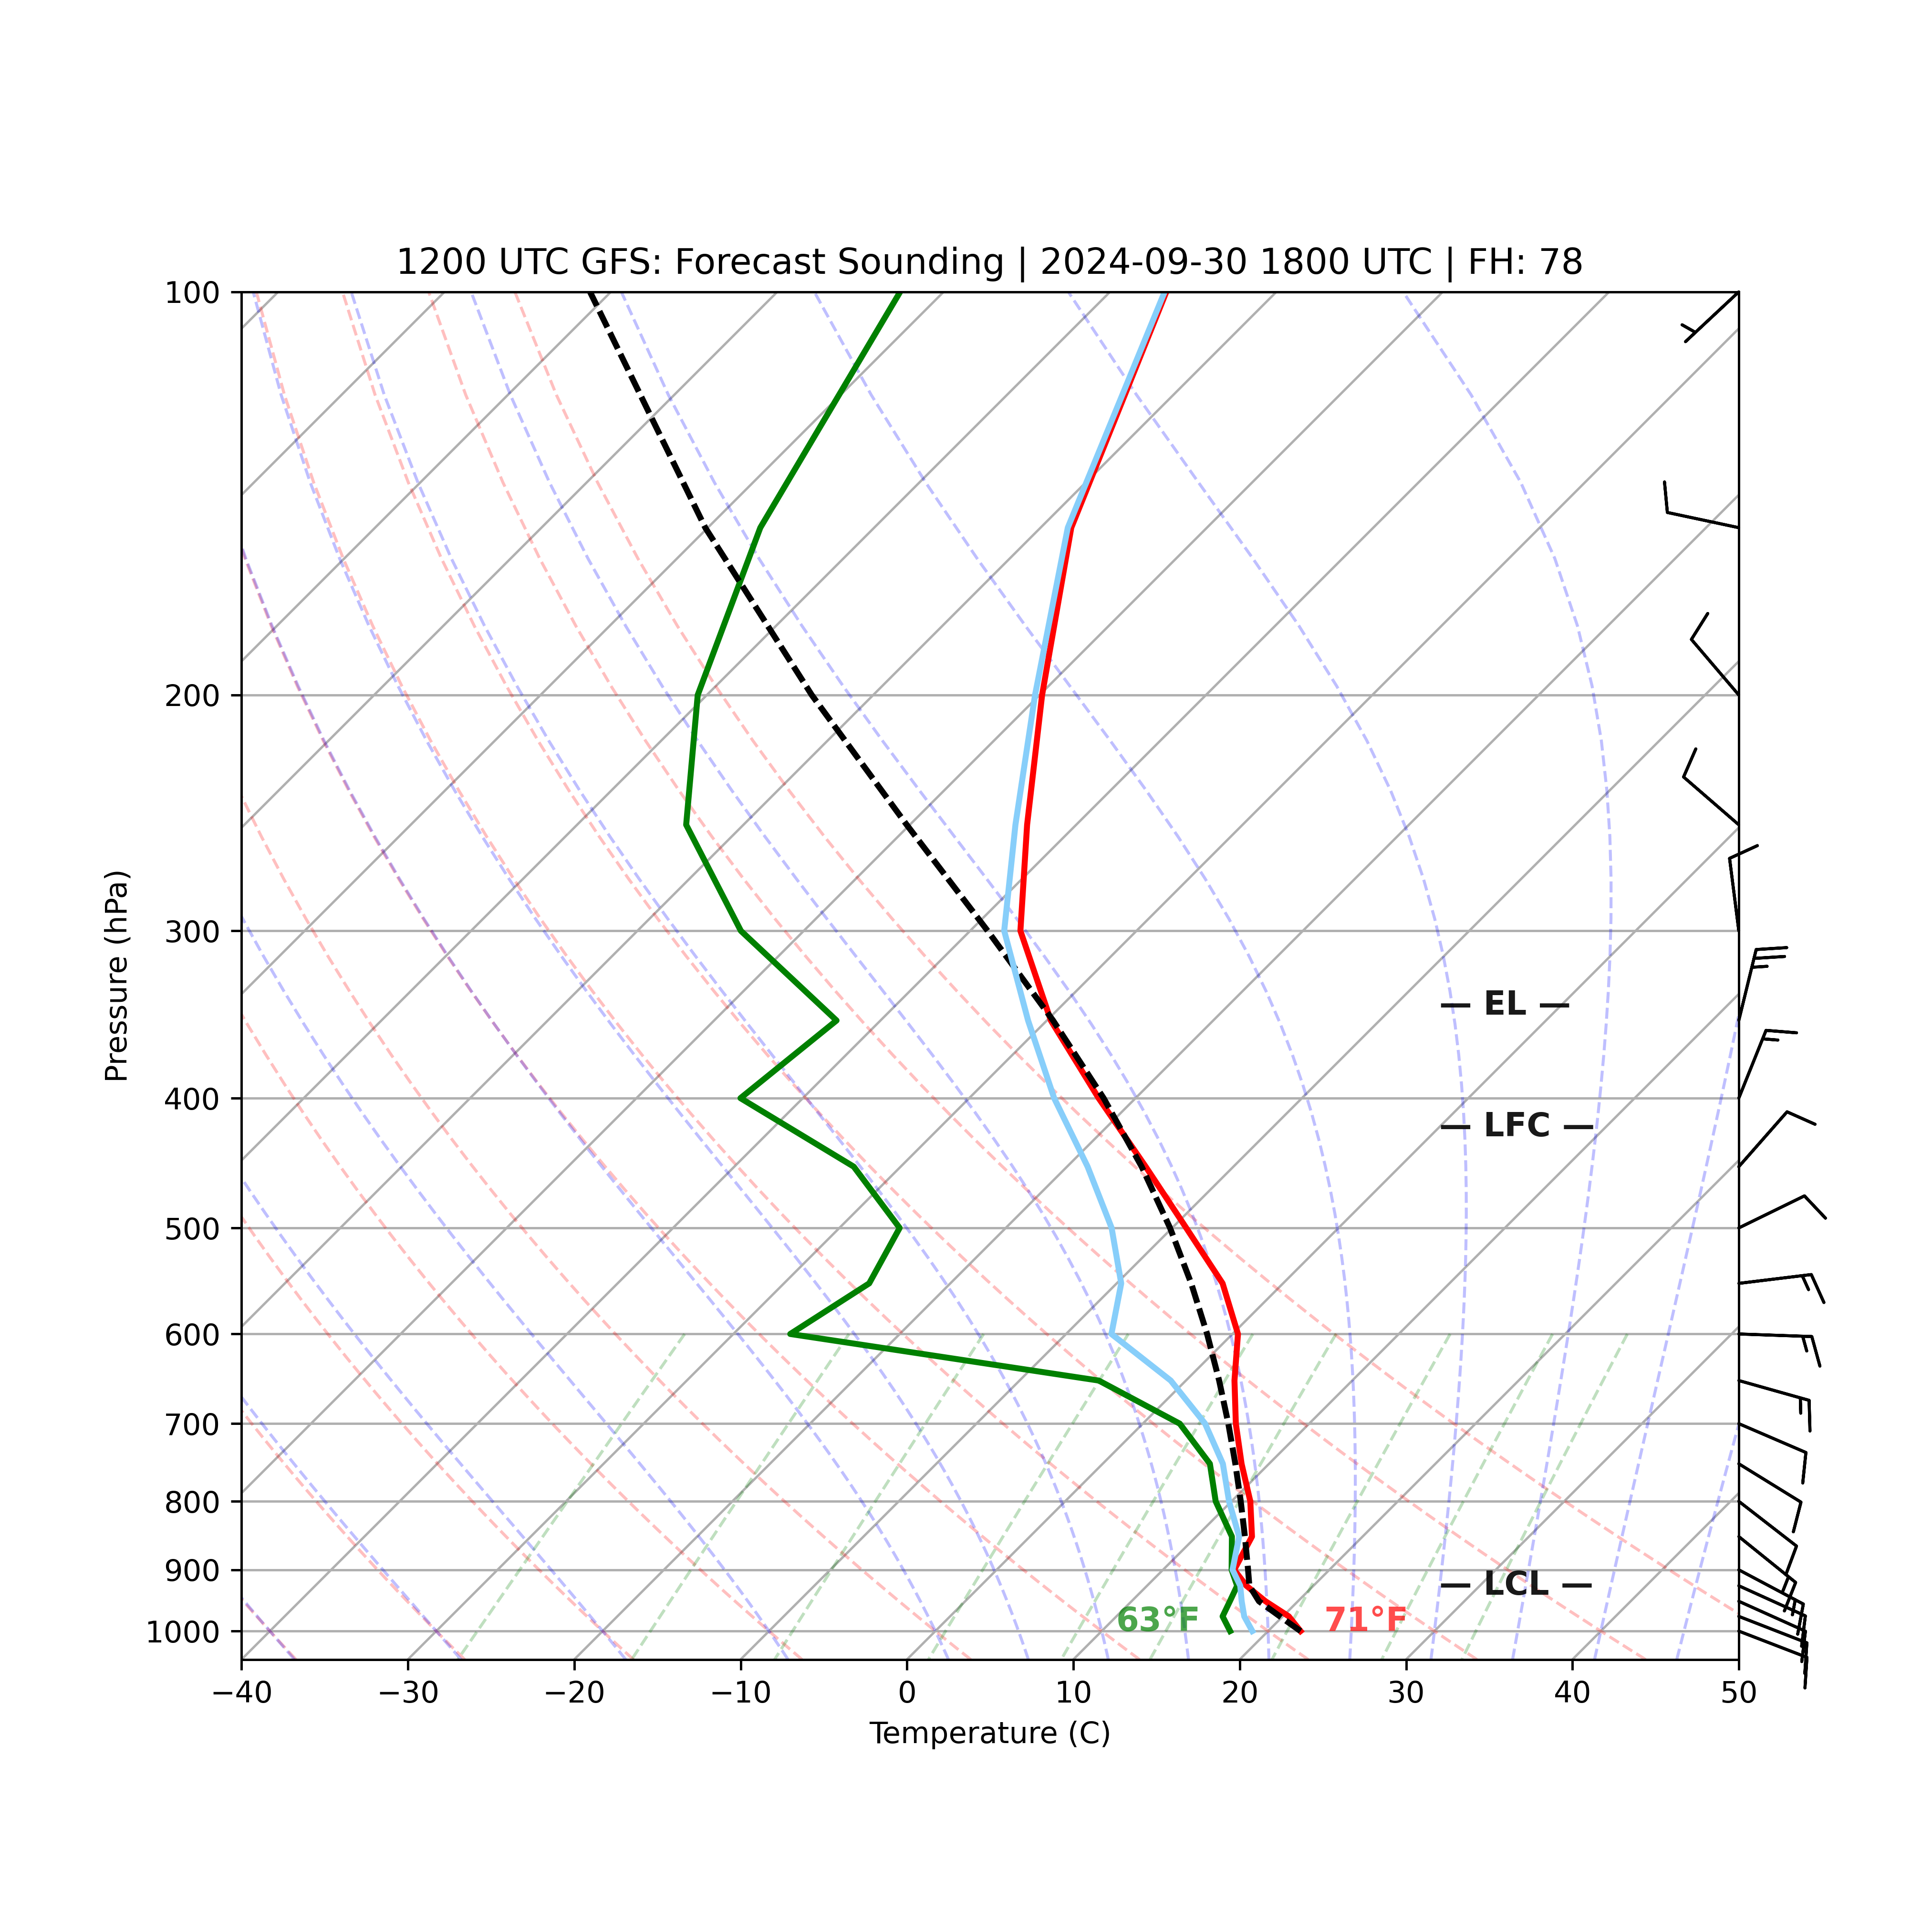 1200 UTC GFS: Forecast Sounding | 2024-09-30 1800 UTC | FH: 78
100
200
300
— EL —
400
— LFC —
500
600
700
800
900
— LCL —
63°F 71°F
1000
−40 −30 −20 −10 0 10 20 30 40 50
Temperature (C)
Pressure (hPa)